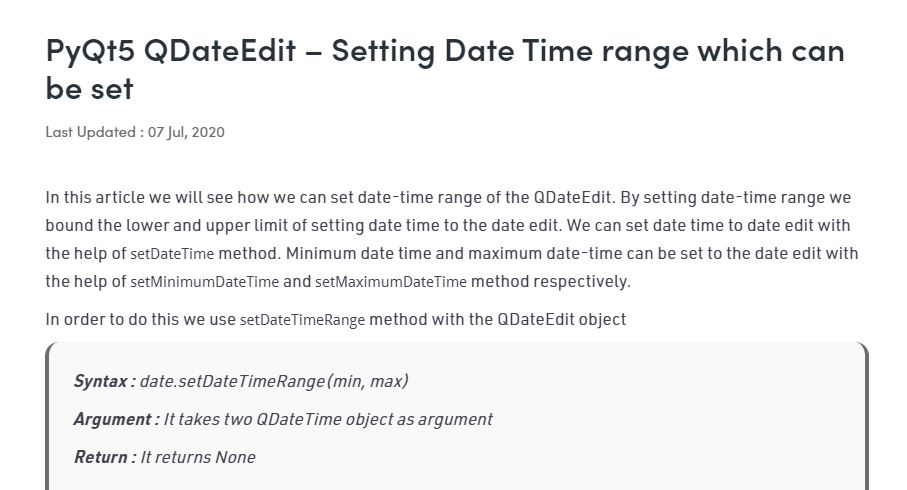 PyQt5 QDateEdit – Setting Date Time range which can
be set
Last Updated : 07 Jul, 2020
In this article we will see how we can set date-time range of the QDateEdit. By setting date-time range we
bound the lower and upper limit of setting date time to the date edit. We can set date time to date edit with
the help of setDateTime method. Minimum date time and maximum date-time can be set to the date edit with
the help of setMinimumDateTime and setMaximumDateTime method respectively.
In order to do this we use setDateTimeRange method with the QDateEdit object
Syntax : date.setDateTimeRange(min, max)
Argument : It takes two QDateTime object as argument
Return : It returns None